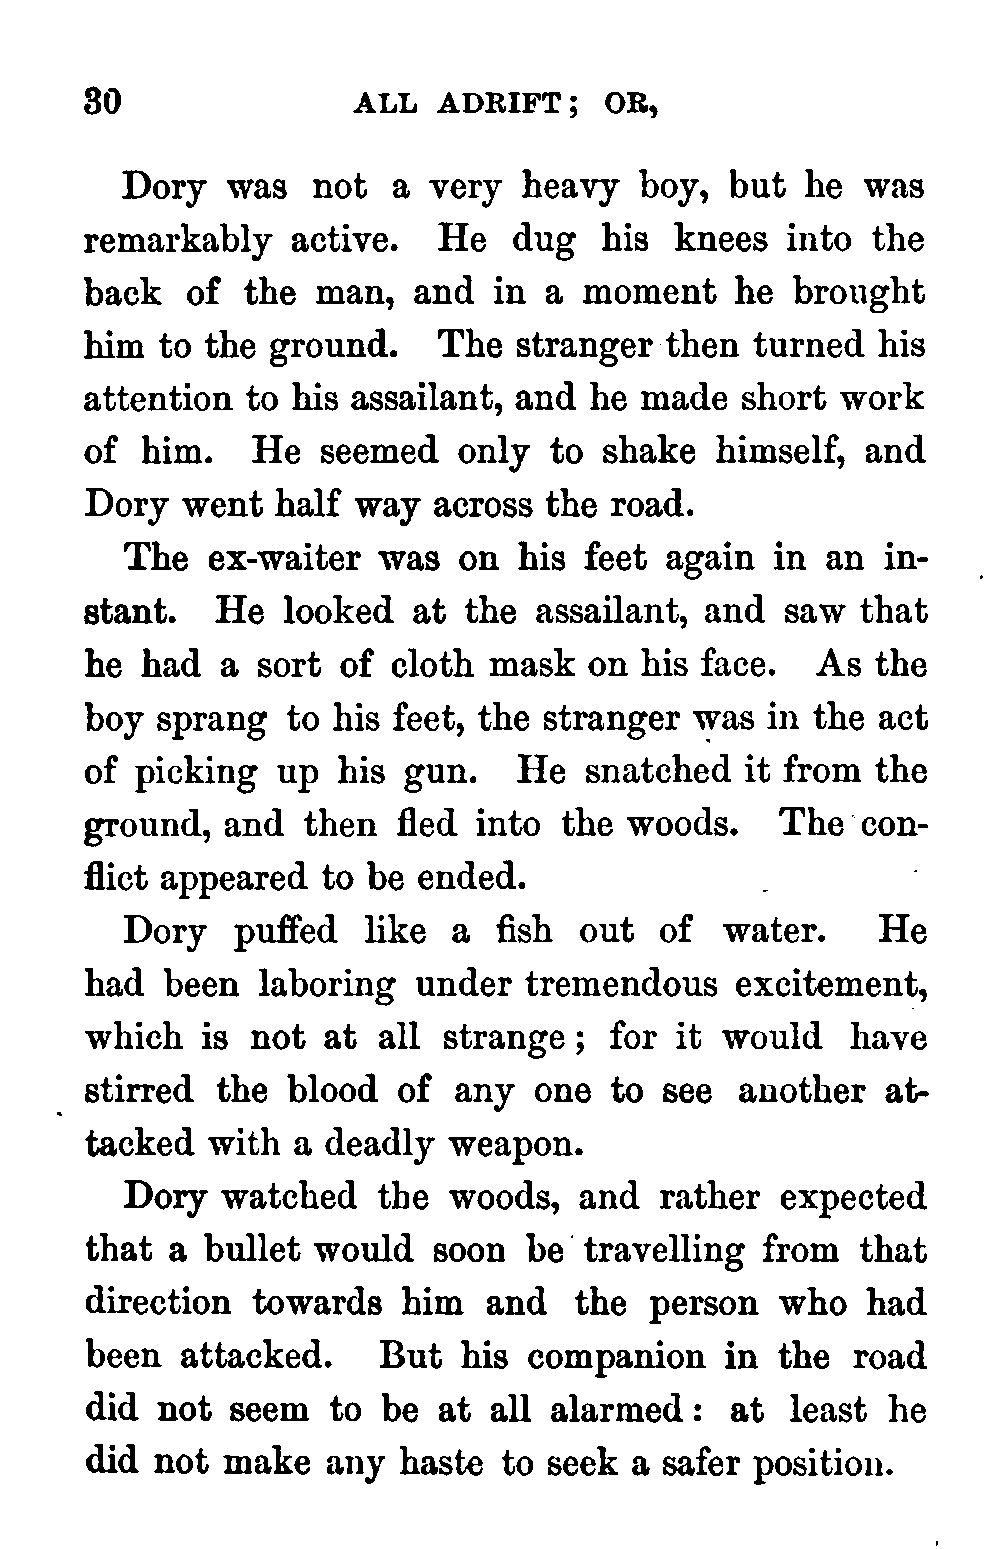 30 ALL ADRIFT; OR,
Dory was not a very heavy boy, but he was
remarkably active. He dug his knees into the
back of the man, and in a moment he brought
him to the ground. The stranger then turned his
attention to his assailant, and he made short work
of him. He seemed only to shake himself, and
Dory went half way across the road.
The ex-waiter was on his feet again in an in-
stant. He looked at the assailant, and saw that
he had a sort of cloth mask on his face. As the
boy sprang to his feet, the stranger was in the act
of picking up his gun. He snatched it from the
ground, and then fled into the woods. The con-
flict appeared to be ended.
Dory puffed like a fish out of water. He
had been laboring under tremendous excitement,
which is not at all strange; for it would have
stirred the blood of any one to see another at-
tacked with a deadly weapon.
Dory watched the woods, and rather expected
that a bullet would soon be travelling from that
direction towards him and the person who had
been attacked. But his companion in the road
did not seem to be at all alarmed: at least he
did not make any haste to seek a safer position.